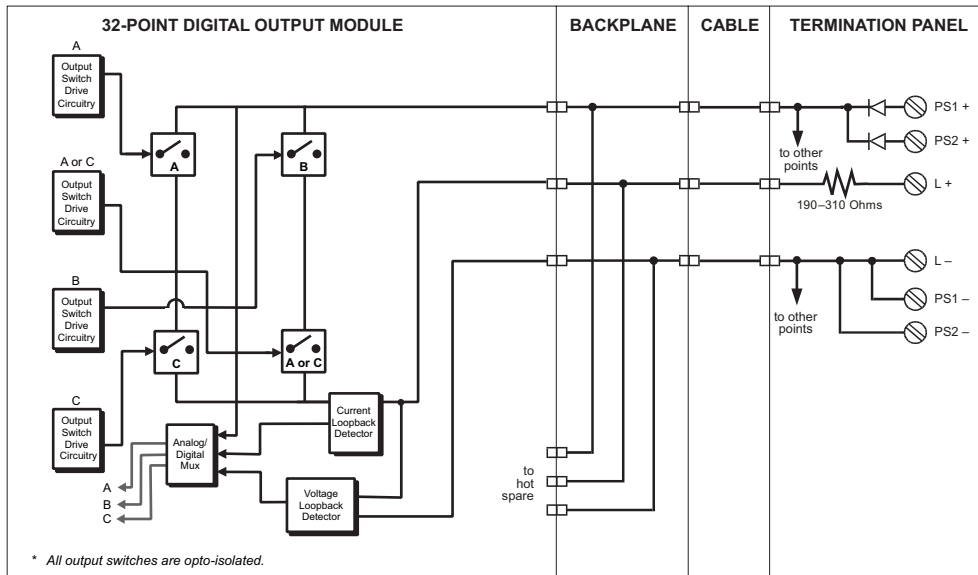 32-POINT DIGITAL OUTPUT MODULE
BACKPLANE
CABLE
TERMINATION PANEL
A
Output
Switch
Drive
Circuitry
A or C
Output
Switch
Drive
Circuitry
B
Output
Switch
Drive
Circuitry
C
Output
Switch
Drive
Circuitry
A
B
C
A or C
Current
Loopback
Detector
Analog/
Digital
Mux
Voltage
Loopback
Detector
A
B
C
to
hot
spare
to other
points
PS1 +
PS2 +
L +
190–310 Ohms
L –
PS1 –
PS2 –
to other
points
* All output switches are opto-isolated.